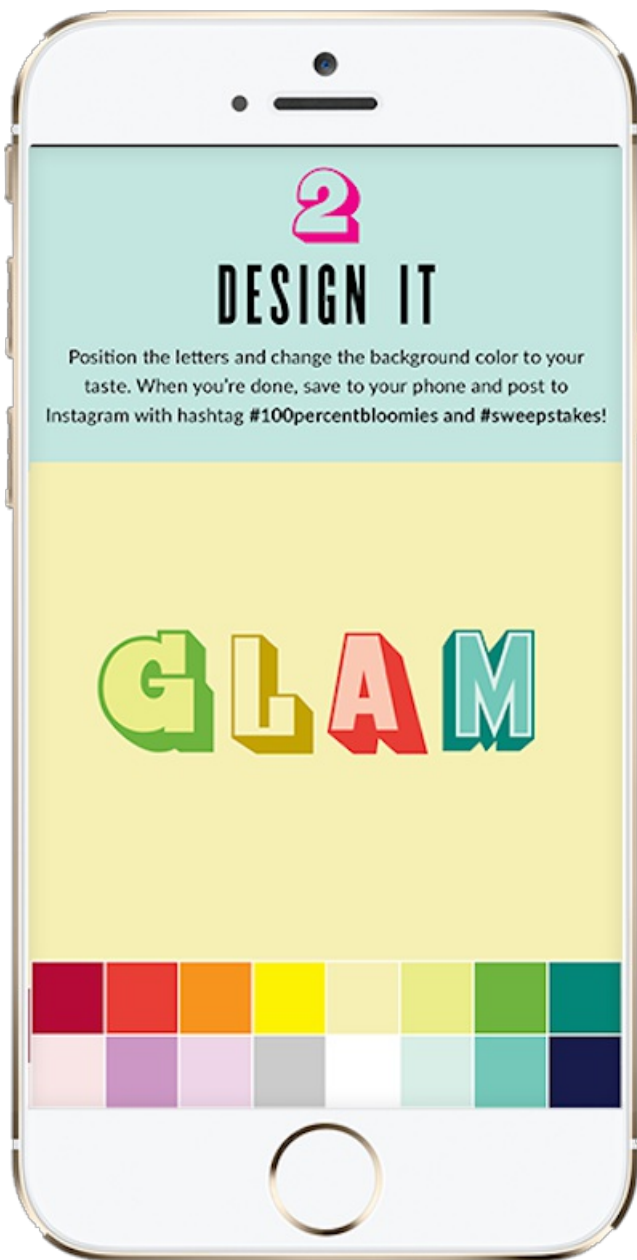 2
DESIGN IT
Position the letters and change the background color to your
taste. When you're done, save to your phone and post to
Instagram with hashtag #100percentbloomies and #sweepstakes!
GLAM